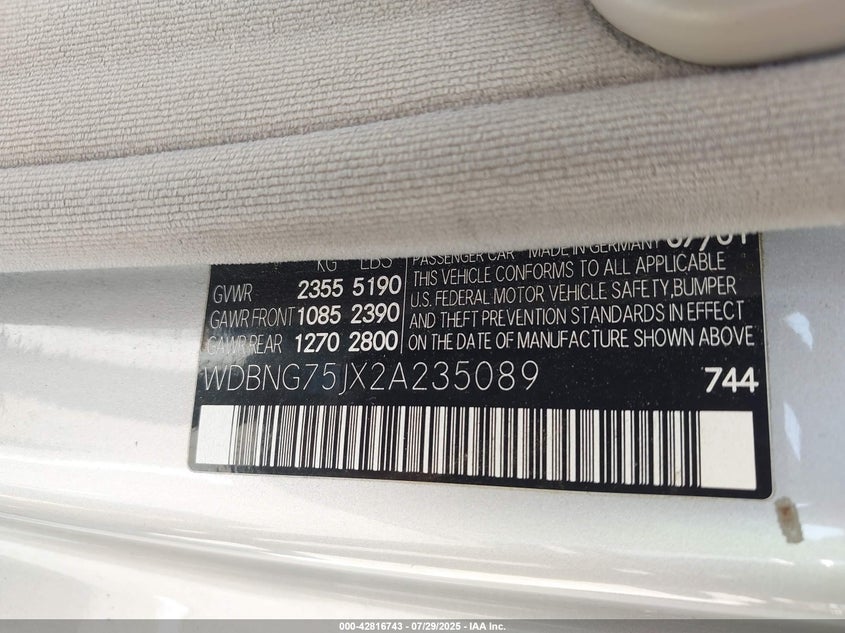 KG LBS
GVWR 2355 5190
GAWR FRONT 1085 2390
GAWR REAR 1270 2800
PASSENGER CAR MADE IN GERMANY 07/01
THIS VEHICLE CONFORMS TO ALL APPLICABLE
U.S. FEDERAL MOTOR VEHICLE SAFETY,BUMPER
AND THEFT PREVENTION STANDARDS IN EFFECT
ON THE DATE OF MANUFACTURE SHOWN ABOVE
WDBNG75JX2A235089 744
000-42816743 / 07/29/2025 - IAA Inc.